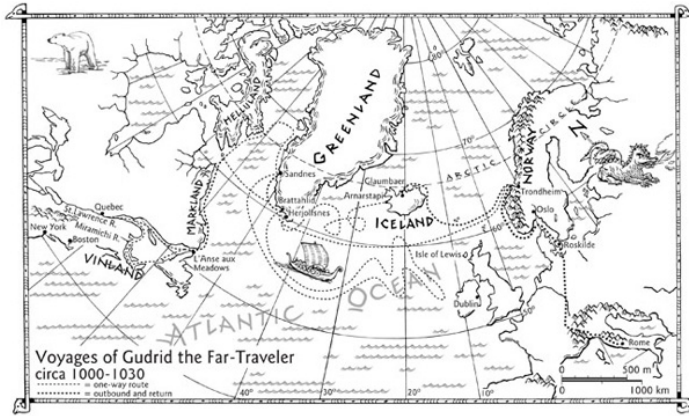 HELLULAND
GREENLAND
70°
ARCTIC
CIRCLE
NORWAY
Sandnes
Glaumbaer
Arnarstapi
ICELAND
Trondheim
Oslo
MARKLAND
Brattahlid
Herjolfsnes
60°
Quebec
St. Lawrence R.
Miramichi R.
New York
Boston
VINLAND
L'Anse aux
Meadows
Isle of Lewis
Roskilde
Dublin
50°
ATLANTIC OCEAN
Rome
Voyages of Gudrid the Far-Traveler
circa 1000-1030
= one-way route
= outbound and return
40°
30°
20°
10°
0
500 m
0
1000 km